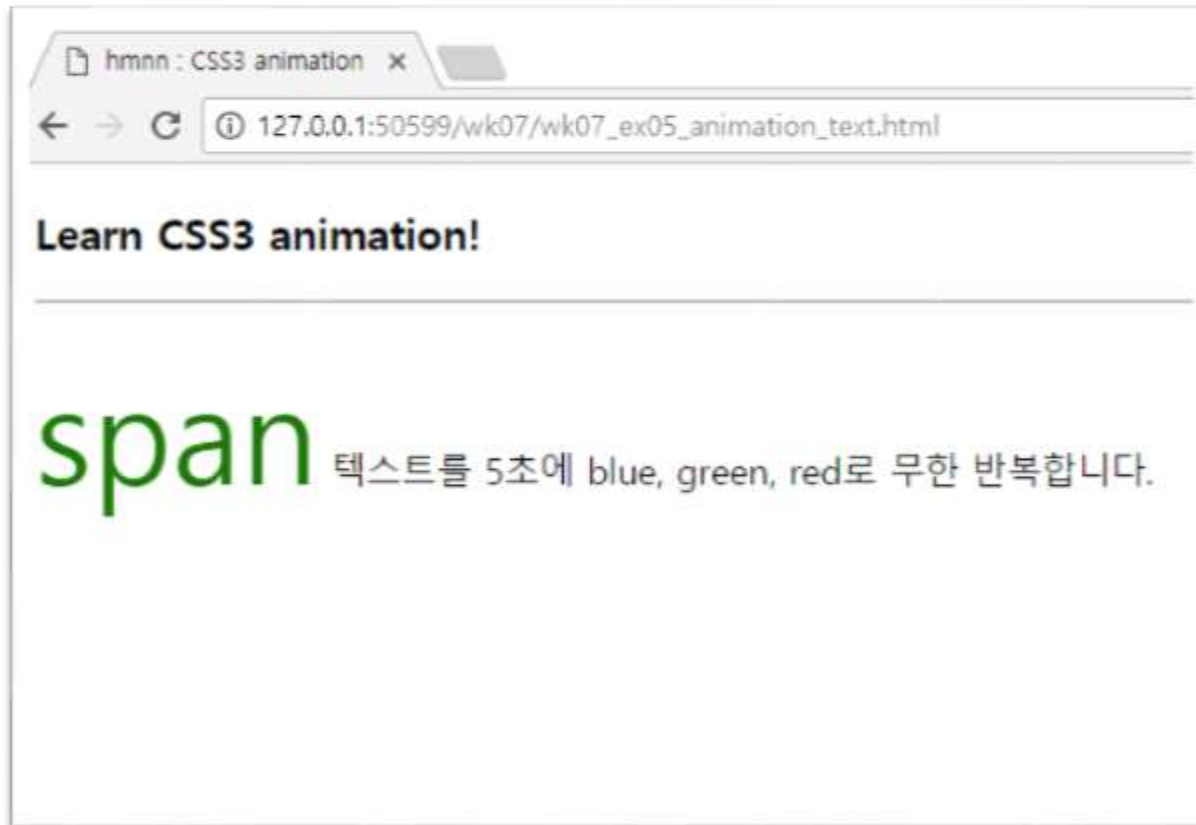 hmnn : CSS3 animation ×
127.0.0.1:50599/wk07/wk07_ex05_animation_text.html
Learn CSS3 animation!
span 텍스트를 5초에 blue, green, red로 무한 반복합니다.